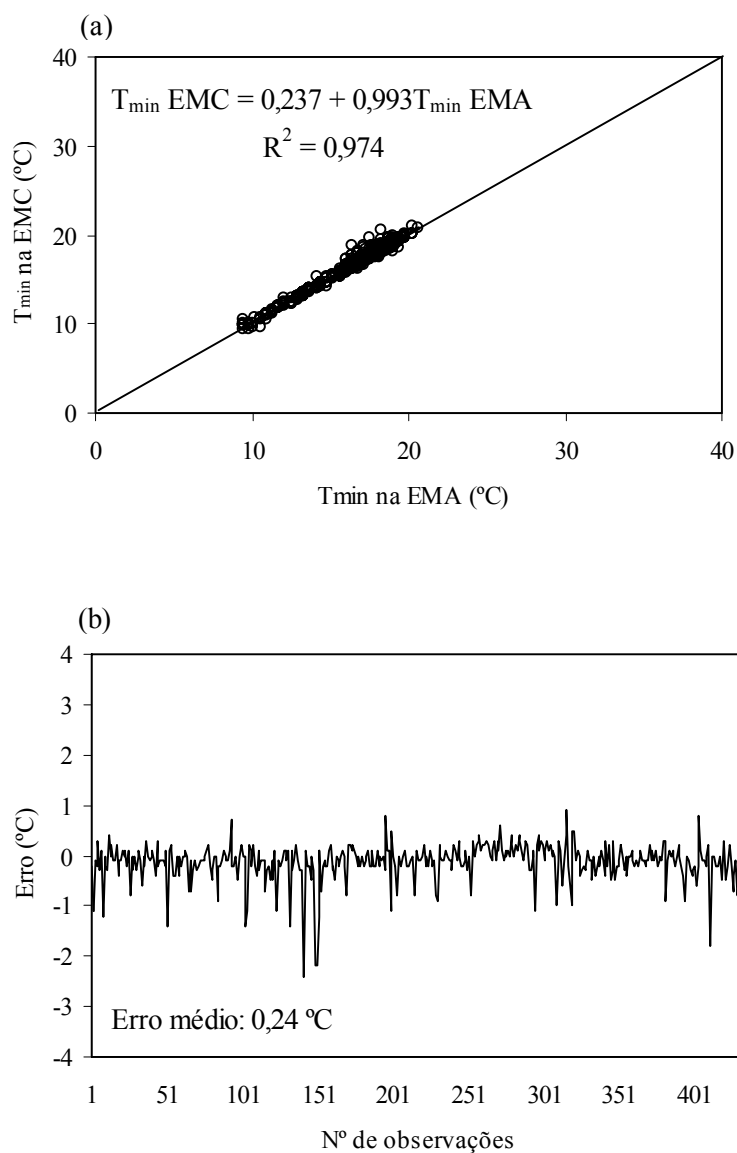 (a)
40
T_min EMC = 0,237 + 0,993T_min EMA
R² = 0,974
30
20
10
0
T_min na EMC (ºC)
0 10 20 30 40
Tmin na EMA (ºC)
(b)
4
3
2
1
0
-1
-2
-3
-4
Erro (ºC)
Erro médio: 0,24 ºC
1 51 101 151 201 251 301 351 401
Nº de observações